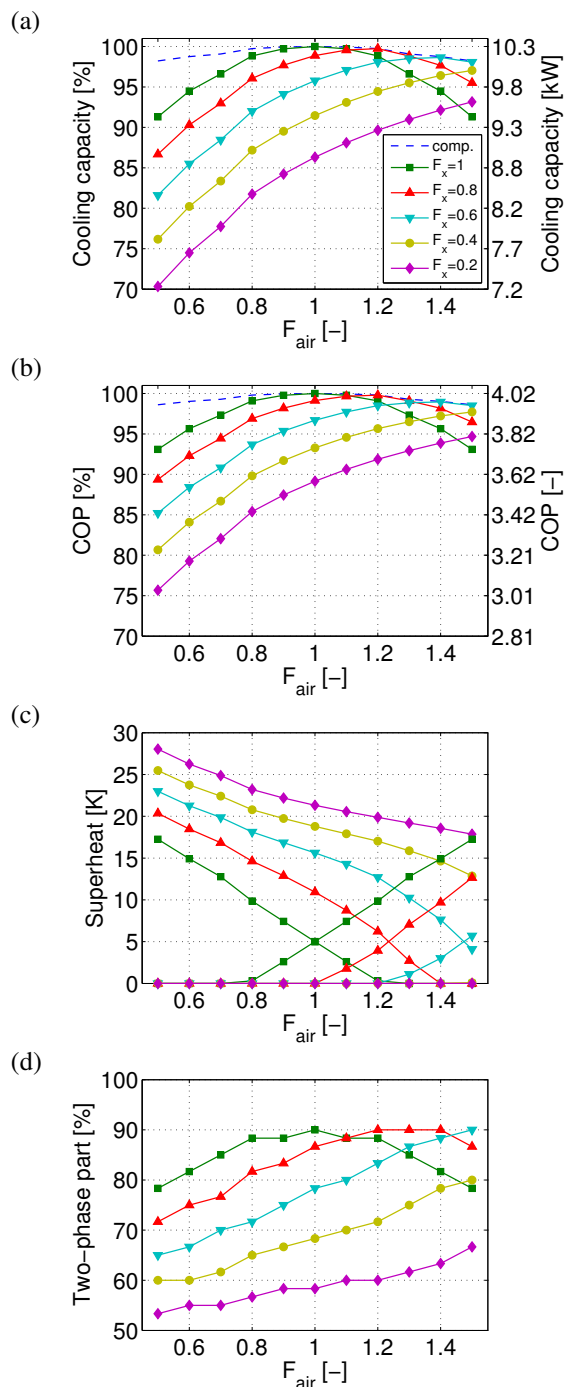 (a)
Cooling capacity [%]
100
95
90
85
80
75
70
10.3
9.8
9.3
8.8
8.2
7.7
7.2
Cooling capacity [kW]
comp.
F_x=1
F_x=0.8
F_x=0.6
F_x=0.4
F_x=0.2
0.6 0.8 1 1.2 1.4
F_air [−]
(b)
COP [%]
100
95
90
85
80
75
70
4.02
3.82
3.62
3.42
3.21
3.01
2.81
COP [−]
0.6 0.8 1 1.2 1.4
F_air [−]
(c)
Superheat [K]
30
25
20
15
10
5
0
0.6 0.8 1 1.2 1.4
F_air [−]
(d)
Two−phase part [%]
100
90
80
70
60
50
0.6 0.8 1 1.2 1.4
F_air [−]